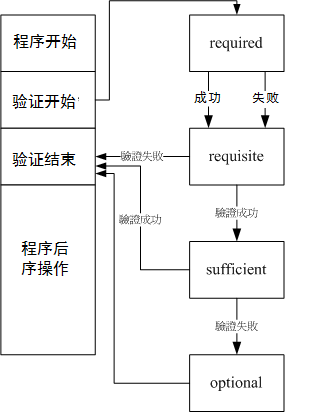 程序开始
required
验证开始
成功
失败
验证结束
驗證失敗
requisite
驗證成功
驗證成功
程序后
序操作
sufficient
驗證失敗
optional